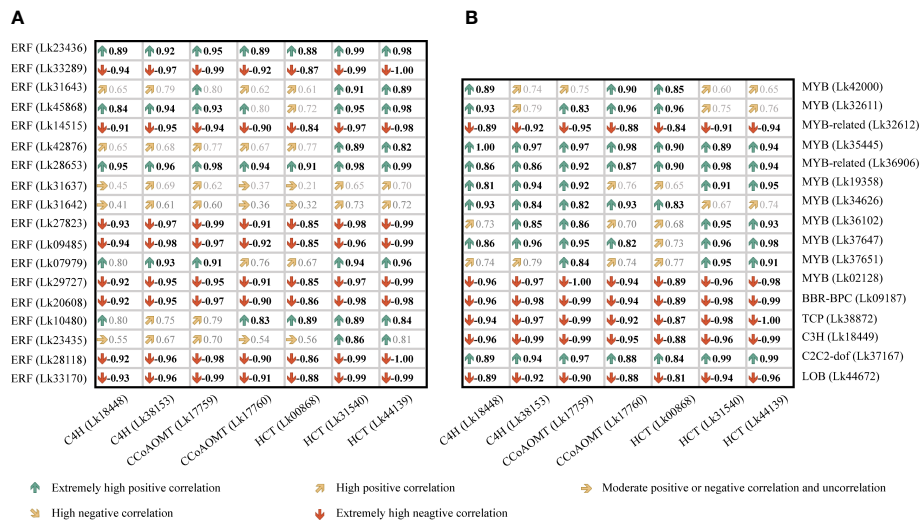 A
B
ERF (Lk23436) 0.89 0.92 0.95 0.89 0.88 0.99 0.98
ERF (Lk33289) -0.94 -0.97 -0.99 -0.92 -0.87 -0.99 -1.00
ERF (Lk31643) 0.65 0.79 0.80 0.62 0.61 0.91 0.89
ERF (Lk45868) 0.84 0.94 0.93 0.80 0.72 0.95 0.98
ERF (Lk14515) -0.91 -0.95 -0.94 -0.90 -0.84 -0.97 -0.98
ERF (Lk42876) 0.65 0.68 0.77 0.67 0.77 0.89 0.82
ERF (Lk28653) 0.95 0.96 0.98 0.94 0.91 0.98 0.99
ERF (Lk31637) 0.45 0.69 0.62 0.37 0.21 0.65 0.70
ERF (Lk31642) 0.41 0.61 0.60 0.36 0.32 0.73 0.72
ERF (Lk27823) -0.93 -0.97 -0.99 -0.91 -0.85 -0.98 -0.99
ERF (Lk09485) -0.94 -0.98 -0.97 -0.92 -0.85 -0.96 -0.99
ERF (Lk07979) 0.80 0.93 0.91 0.76 0.67 0.94 0.96
ERF (Lk29727) -0.92 -0.95 -0.95 -0.91 -0.85 -0.97 -0.99
ERF (Lk20608) -0.92 -0.95 -0.97 -0.90 -0.86 -0.98 -0.98
ERF (Lk10480) 0.80 0.75 0.79 0.83 0.89 0.89 0.84
ERF (Lk23435) 0.55 0.67 0.70 0.54 0.56 0.86 0.81
ERF (Lk28118) -0.92 -0.96 -0.98 -0.90 -0.86 -0.99 -1.00
ERF (Lk33170) -0.93 -0.96 -0.99 -0.91 -0.88 -0.99 -0.99
C4H (Lk18448) C4H (Lk38153) CCoAOMT (Lk17759) CCoAOMT (Lk17760) HCT (Lk00868) HCT (Lk31540) HCT (Lk44139)
0.89 0.74 0.75 0.90 0.85 0.60 0.65 MYB (Lk42000)
0.93 0.79 0.83 0.96 0.96 0.75 0.76 MYB (Lk32611)
-0.89 -0.92 -0.95 -0.88 -0.84 -0.91 -0.94 MYB-related (Lk32612)
1.00 0.97 0.97 0.98 0.90 0.89 0.94 MYB (Lk35445)
0.86 0.86 0.92 0.87 0.90 0.98 0.94 MYB-related (Lk36906)
0.81 0.94 0.92 0.76 0.65 0.91 0.95 MYB (Lk19358)
0.93 0.84 0.82 0.93 0.83 0.67 0.74 MYB (Lk34626)
0.73 0.85 0.86 0.70 0.68 0.95 0.93 MYB (Lk36102)
0.86 0.96 0.95 0.82 0.73 0.96 0.98 MYB (Lk37647)
0.74 0.79 0.84 0.74 0.77 0.95 0.91 MYB (Lk37651)
-0.96 -0.97 -1.00 -0.94 -0.89 -0.96 -0.98 MYB (Lk02128)
-0.96 -0.98 -0.99 -0.94 -0.89 -0.98 -0.99 BBR-BPC (Lk09187)
-0.94 -0.97 -0.99 -0.92 -0.87 -0.98 -1.00 TCP (Lk38872)
-0.96 -0.99 -0.99 -0.95 -0.88 -0.96 -0.99 C3H (Lk18449)
0.89 0.94 0.97 0.88 0.84 0.99 0.99 C2C2-dof (Lk37167)
-0.89 -0.92 -0.90 -0.88 -0.81 -0.94 -0.96 LOB (Lk44672)
C4H (Lk18448) C4H (Lk38153) CCoAOMT (Lk17759) CCoAOMT (Lk17760) HCT (Lk00868) HCT (Lk31540) HCT (Lk44139)
Extremely high positive correlation High positive correlation Moderate positive or negative correlation and uncorrelation
High negative correlation Extremely high neagtive correlation